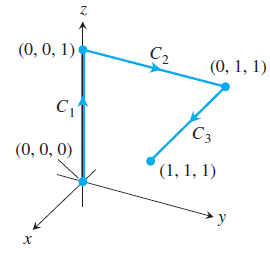 z
(0, 0, 1)
C₂
(0, 1, 1)
C₁
C₃
(0, 0, 0)
(1, 1, 1)
y
x